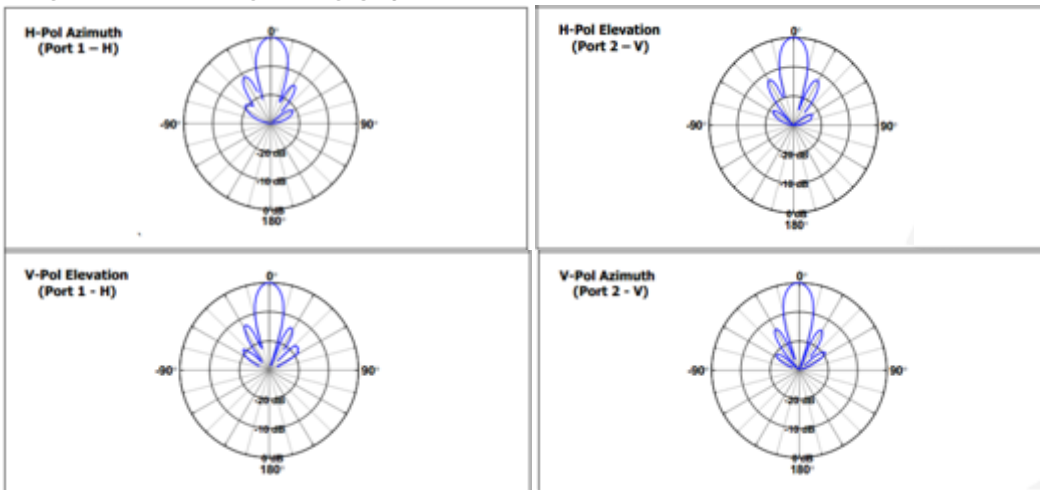 H-Pol Azimuth
(Port 1 – H)
0°
-90°
90°
-20 dB
-10 dB
0 dB
180°
H-Pol Elevation
(Port 2 – V)
0°
-90°
90°
-20 dB
-10 dB
0 dB
180°
V-Pol Elevation
(Port 1 - H)
0°
-90°
90°
-20 dB
-10 dB
0 dB
180°
V-Pol Azimuth
(Port 2 - V)
0°
-90°
90°
-20 dB
-10 dB
0 dB
180°